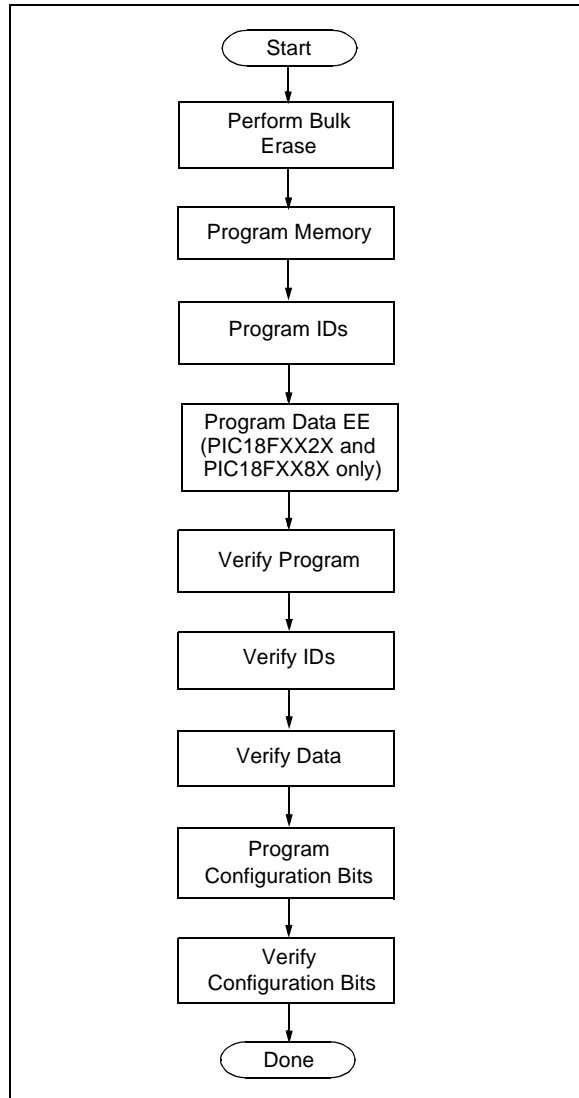 Start
Perform Bulk
Erase
Program Memory
Program IDs
Program Data EE
(PIC18FXX2X and
PIC18FXX8X only)
Verify Program
Verify IDs
Verify Data
Program
Configuration Bits
Verify
Configuration Bits
Done